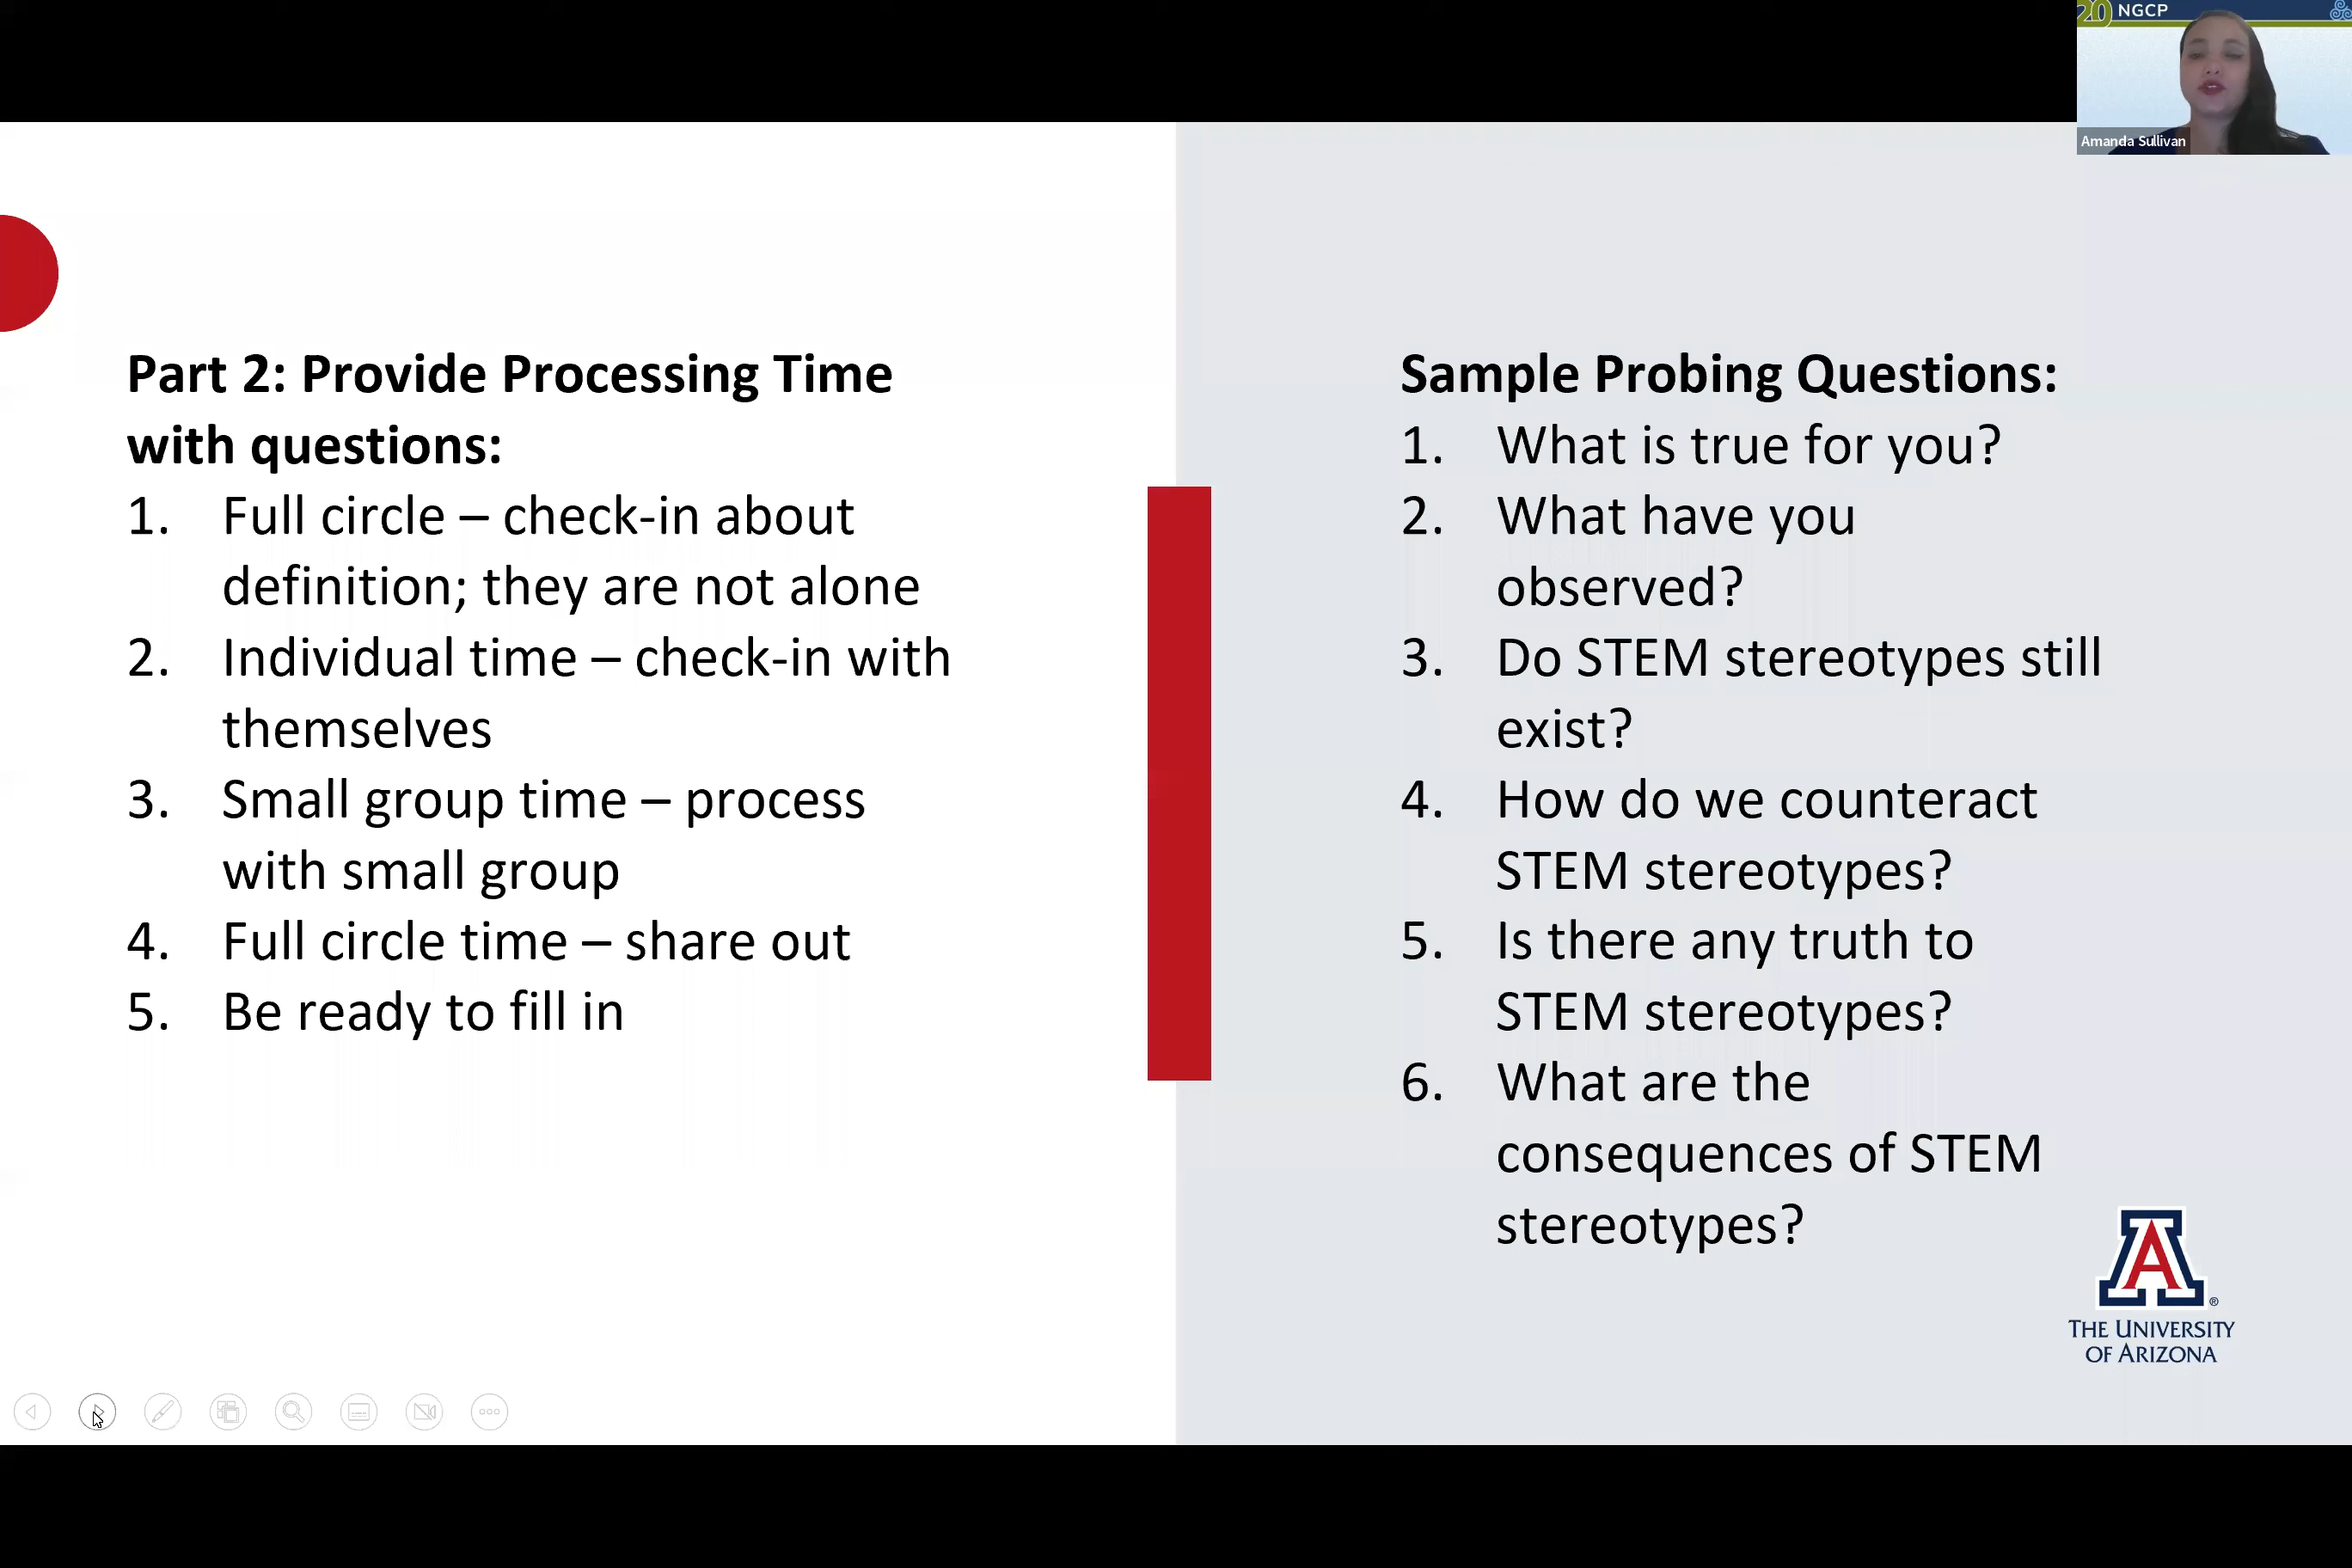 20 NGCP
Amanda Sullivan
Part 2: Provide Processing Time
with questions:
1. Full circle – check-in about
definition; they are not alone
2. Individual time – check-in with
themselves
3. Small group time – process
with small group
4. Full circle time – share out
5. Be ready to fill in
Sample Probing Questions:
1. What is true for you?
2. What have you
observed?
3. Do STEM stereotypes still
exist?
4. How do we counteract
STEM stereotypes?
5. Is there any truth to
STEM stereotypes?
6. What are the
consequences of STEM
stereotypes?
A®
THE UNIVERSITY
OF ARIZONA